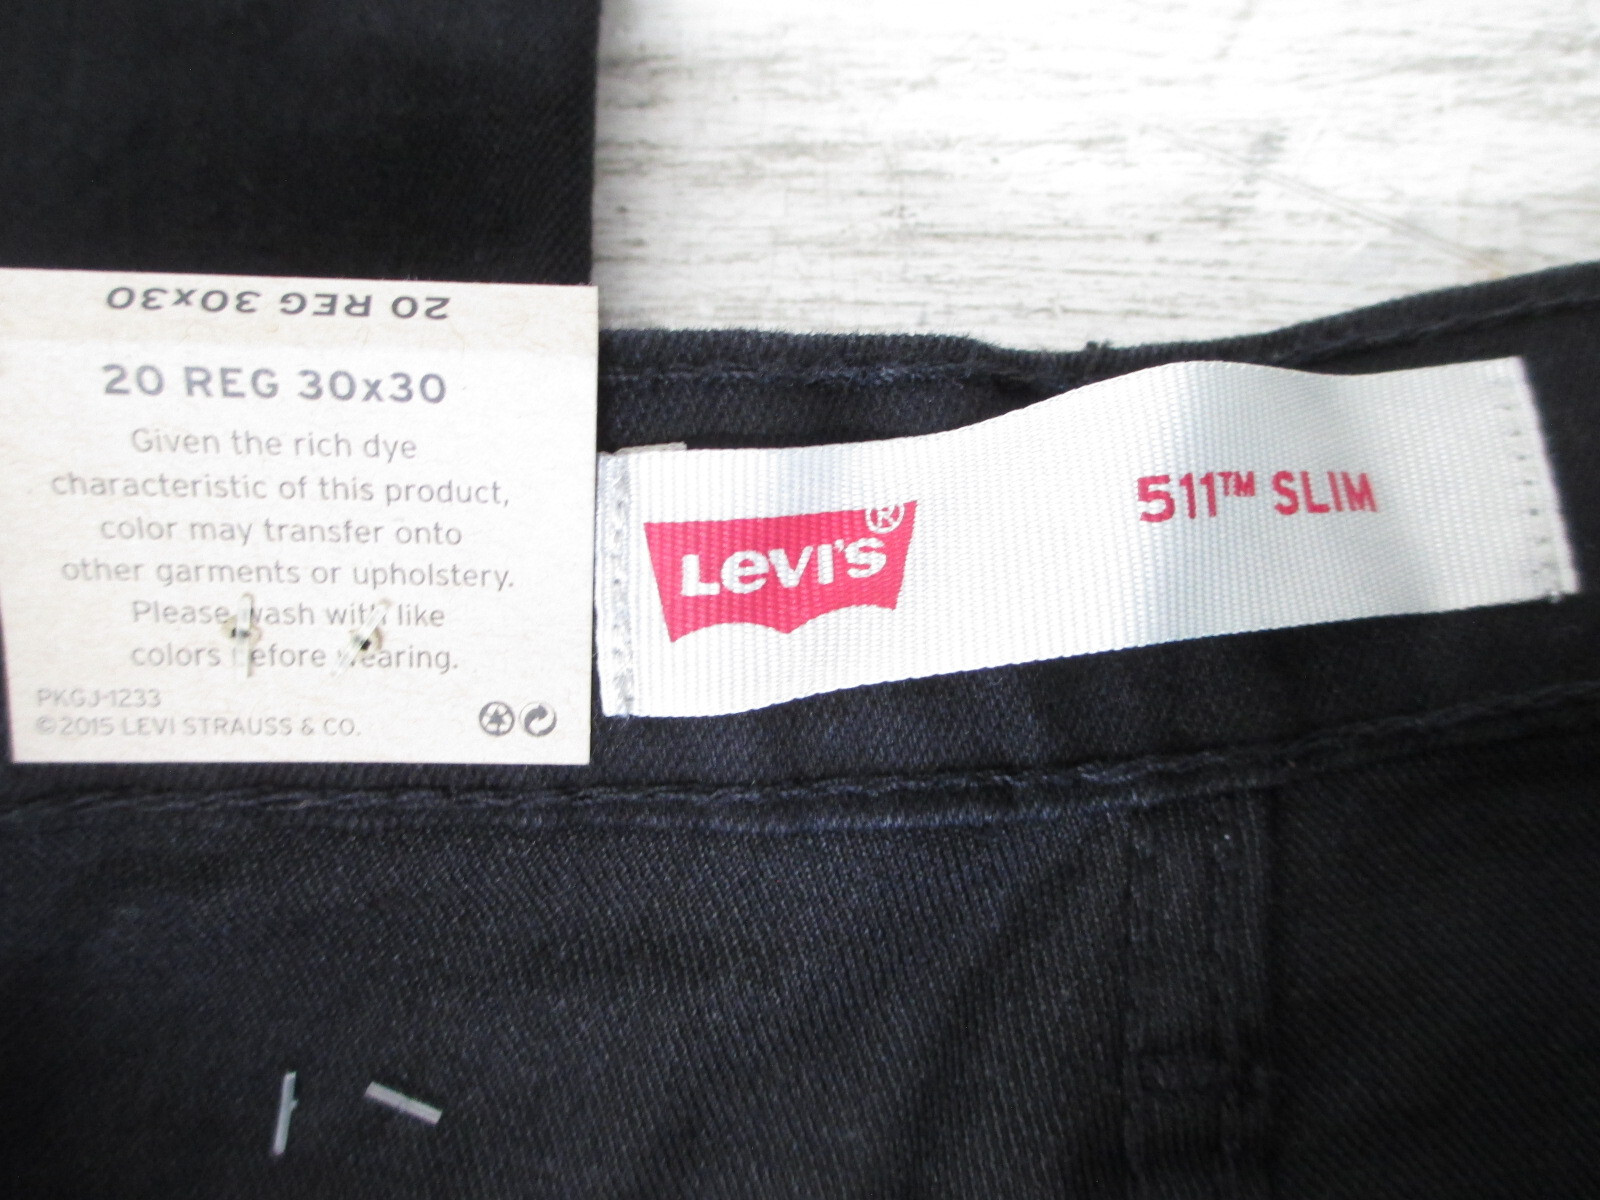 20 REG 30x30
20 REG 30x30
Given the rich dye
characteristic of this product,
color may transfer onto
other garments or upholstery.
Please wash with like
colors before wearing.
PKGJ-1233
©2015 LEVI STRAUSS & CO.
LEVI'S®
511™ SLIM